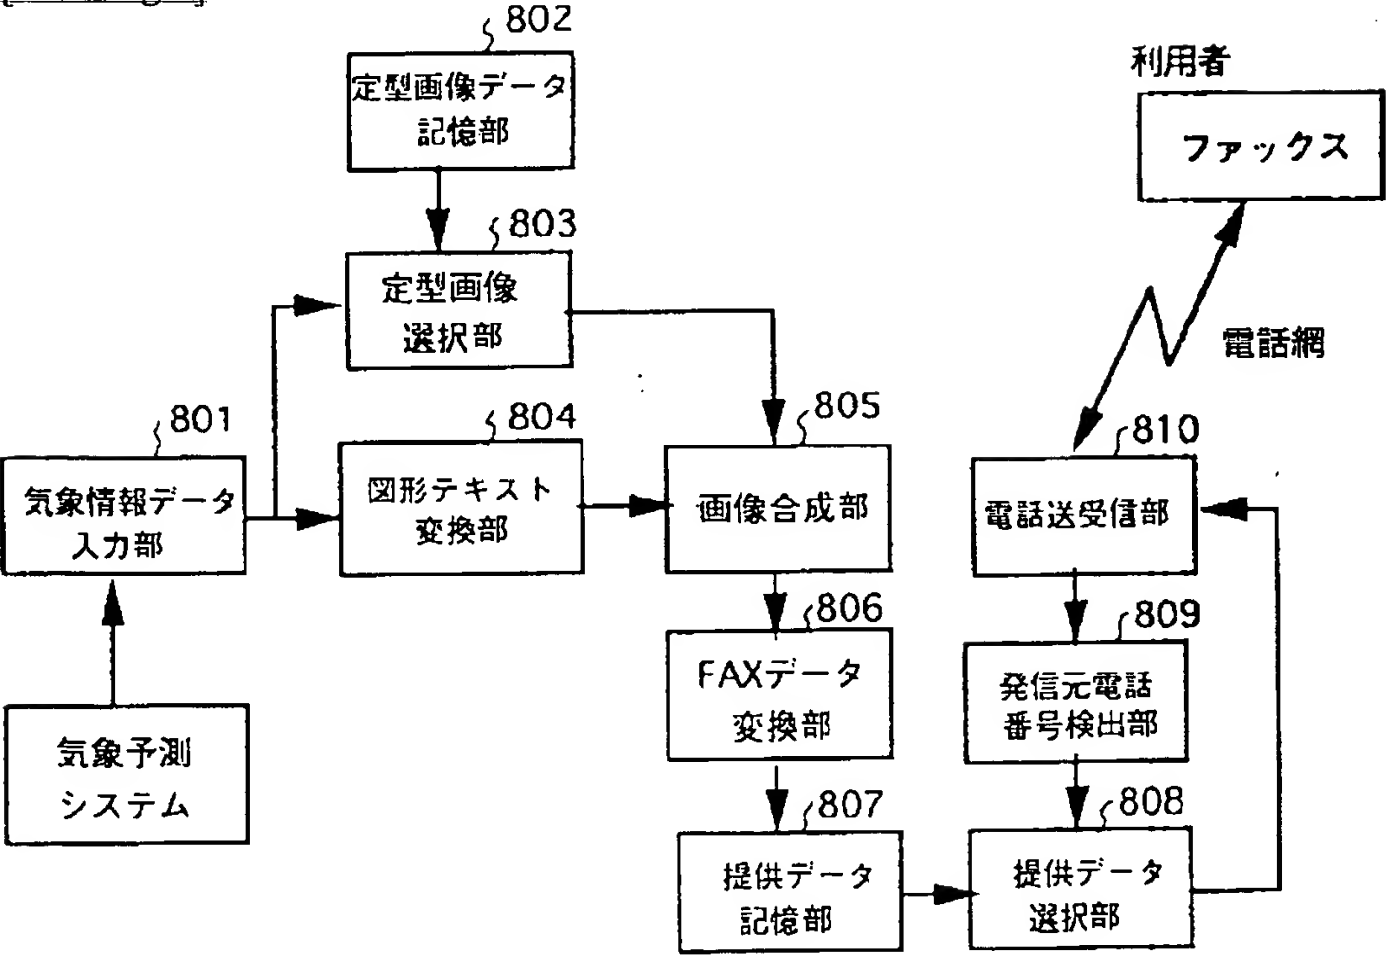 802
定型画像データ
記憶部
利用者
ファックス
803
定型画像
選択部
電話網
801
気象情報データ
入力部
804
図形テキスト
変換部
805
画像合成部
810
電話送受信部
806
FAXデータ
変換部
809
発信元電話
番号検出部
気象予測
システム
807
提供データ
記憶部
808
提供データ
選択部